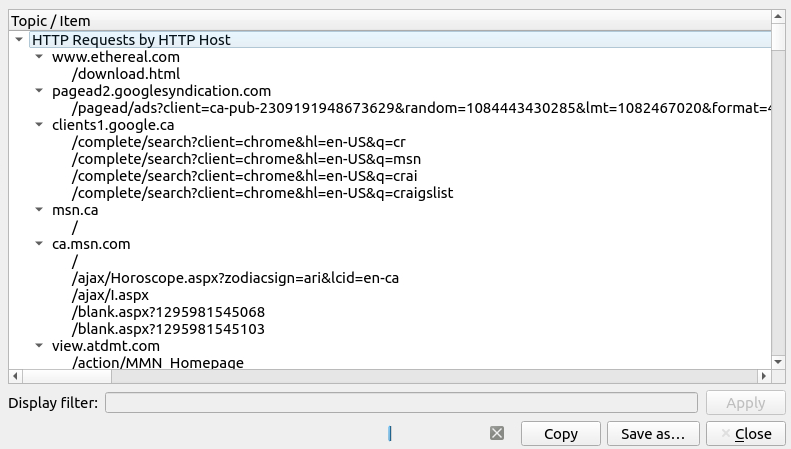 Topic / Item
HTTP Requests by HTTP Host
www.ethereal.com
/download.html
pagead2.googlesyndication.com
/pagead/ads?client=ca-pub-2309191948673629&random=1084443430285&lmt=1082467020&format=4
clients1.google.ca
/complete/search?client=chrome&hl=en-US&q=cr
/complete/search?client=chrome&hl=en-US&q=msn
/complete/search?client=chrome&hl=en-US&q=crai
/complete/search?client=chrome&hl=en-US&q=craigslist
msn.ca
/
ca.msn.com
/
/ajax/Horoscope.aspx?zodiacsign=ari&lcid=en-ca
/ajax/I.aspx
/blank.aspx?1295981545068
/blank.aspx?1295981545103
view.atdmt.com
/action/MMN_Homepage
Display filter:
Apply
Copy
Save as…
Close